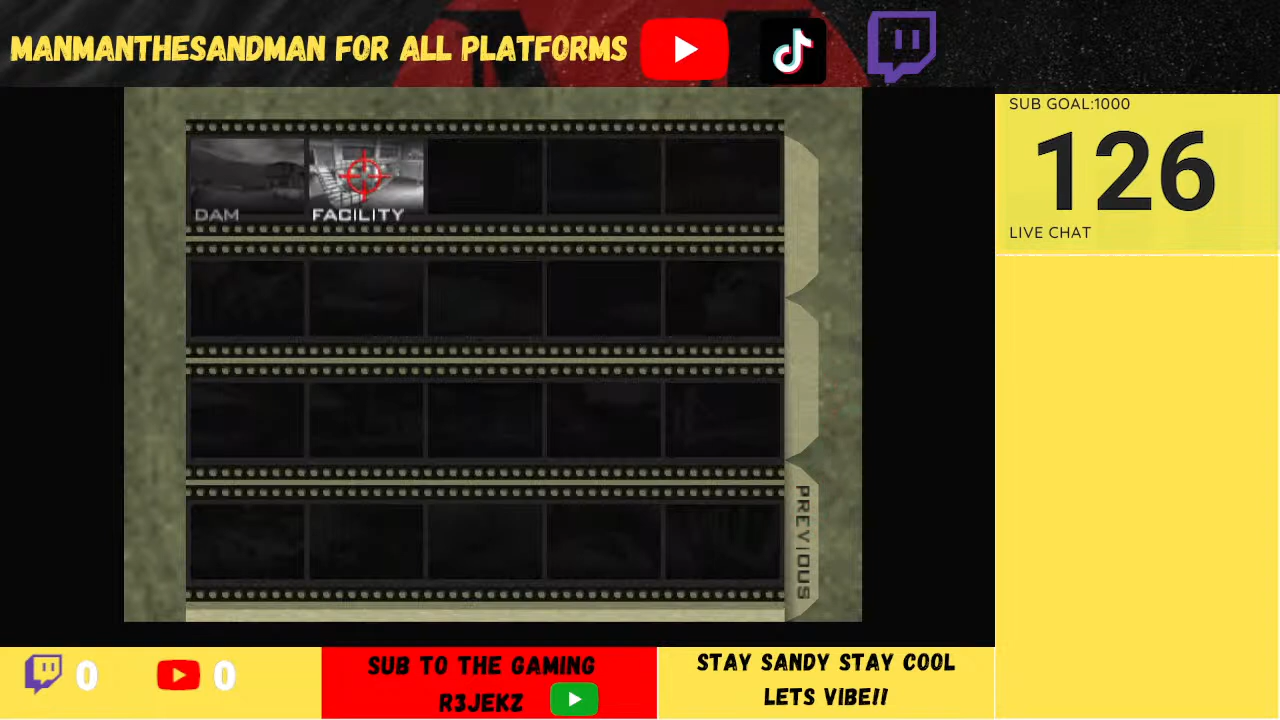 MANMANTHESANDMAN FOR ALL PLATFORMS
SUB GOAL:1000
126
LIVE CHAT
DAM
FACILITY
PREVIOUS
0
0
SUB TO THE GAMING
R3JEKZ
STAY SANDY STAY COOL
LETS VIBE!!